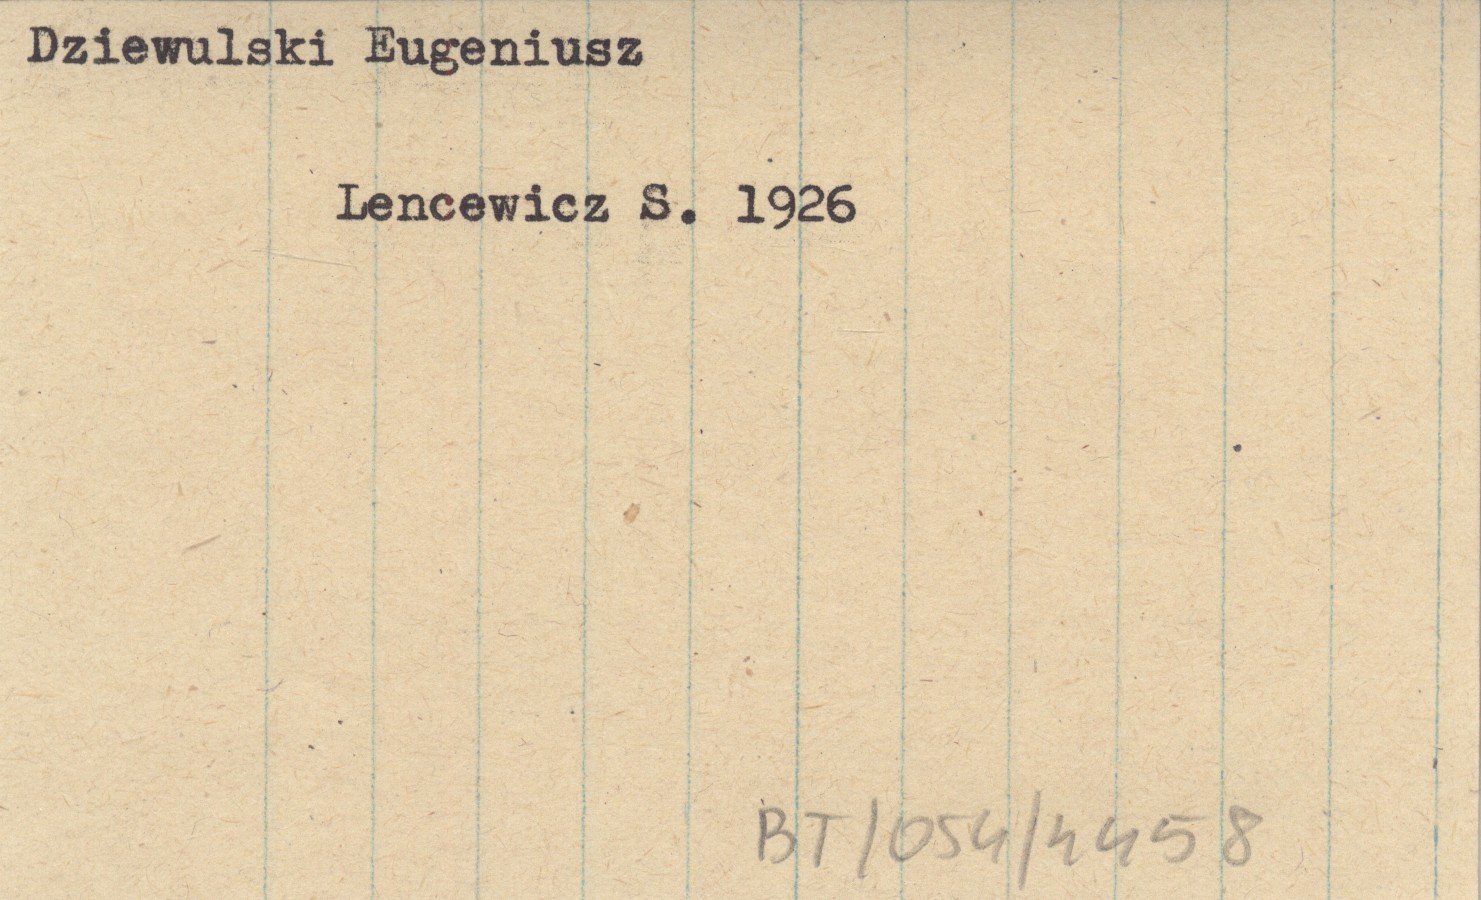 Dziewulski Eugeniusz
Lencewicz S. 1926
BT/054/4458